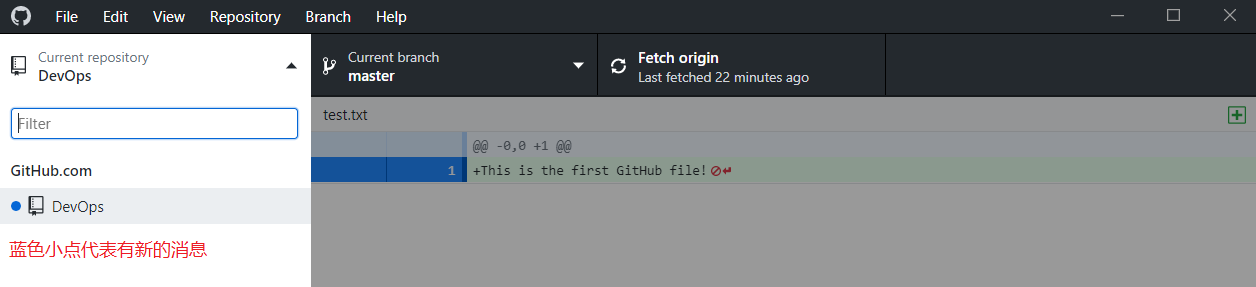 File Edit View Repository Branch Help
Current repository
DevOps
Current branch
master
Fetch origin
Last fetched 22 minutes ago
Filter
GitHub.com
DevOps
蓝色小点代表有新的消息
test.txt
@@ -0,0 +1 @@
1 +This is the first GitHub file!